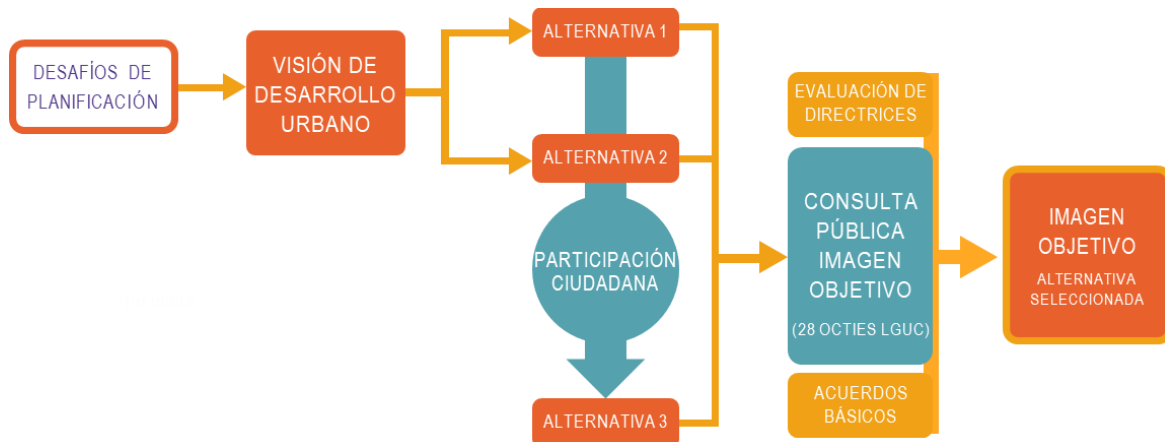 DESAFÍOS DE
PLANIFICACIÓN
VISIÓN DE
DESARROLLO
URBANO
ALTERNATIVA 1
ALTERNATIVA 2
PARTICIPACIÓN
CIUDADANA
ALTERNATIVA 3
EVALUACIÓN DE
DIRECTRICES
CONSULTA
PÚBLICA
IMAGEN
OBJETIVO
(28 OCTIES LGUC)
ACUERDOS
BÁSICOS
IMAGEN
OBJETIVO
ALTERNATIVA
SELECCIONADA